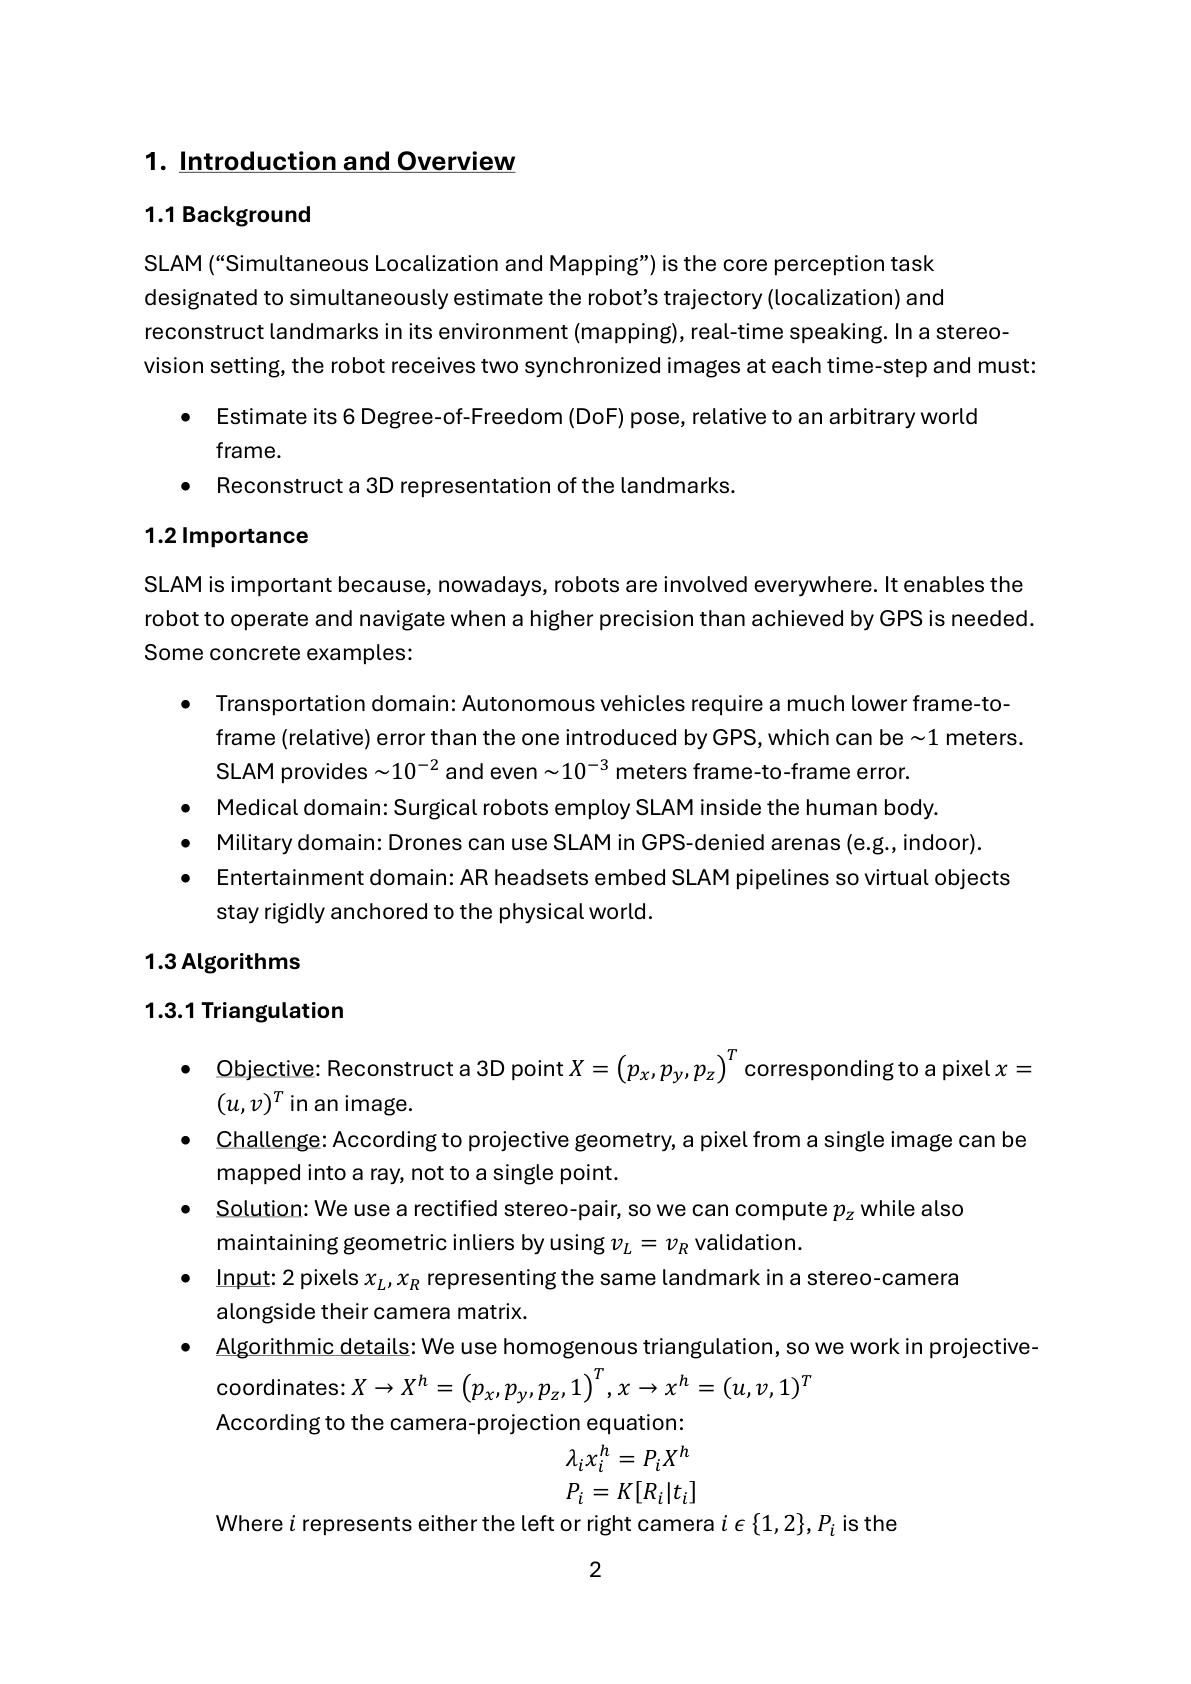 1. Introduction and Overview
1.1 Background
SLAM (“Simultaneous Localization and Mapping”) is the core perception task
designated to simultaneously estimate the robot’s trajectory (localization) and
reconstruct landmarks in its environment (mapping), real-time speaking. In a stereo-
vision setting, the robot receives two synchronized images at each time-step and must:
• Estimate its 6 Degree-of-Freedom (DoF) pose, relative to an arbitrary world
frame.
• Reconstruct a 3D representation of the landmarks.
1.2 Importance
SLAM is important because, nowadays, robots are involved everywhere. It enables the
robot to operate and navigate when a higher precision than achieved by GPS is needed.
Some concrete examples:
• Transportation domain: Autonomous vehicles require a much lower frame-to-
frame (relative) error than the one introduced by GPS, which can be ~1 meters.
SLAM provides ~10⁻² and even ~10⁻³ meters frame-to-frame error.
• Medical domain: Surgical robots employ SLAM inside the human body.
• Military domain: Drones can use SLAM in GPS-denied arenas (e.g., indoor).
• Entertainment domain: AR headsets embed SLAM pipelines so virtual objects
stay rigidly anchored to the physical world.
1.3 Algorithms
1.3.1 Triangulation
• Objective: Reconstruct a 3D point X = (p_x, p_y, p_z)^T corresponding to a pixel x =
(u, v)^T in an image.
• Challenge: According to projective geometry, a pixel from a single image can be
mapped into a ray, not to a single point.
• Solution: We use a rectified stereo-pair, so we can compute p_z while also
maintaining geometric inliers by using v_L = v_R validation.
• Input: 2 pixels x_L, x_R representing the same landmark in a stereo-camera
alongside their camera matrix.
• Algorithmic details: We use homogenous triangulation, so we work in projective-
coordinates: X → X^h = (p_x, p_y, p_z, 1)^T, x → x^h = (u, v, 1)^T
According to the camera-projection equation:
λ_i x_i^h = P_i X^h
P_i = K[R_i|t_i]
Where i represents either the left or right camera i ϵ {1, 2}, P_i is the
2